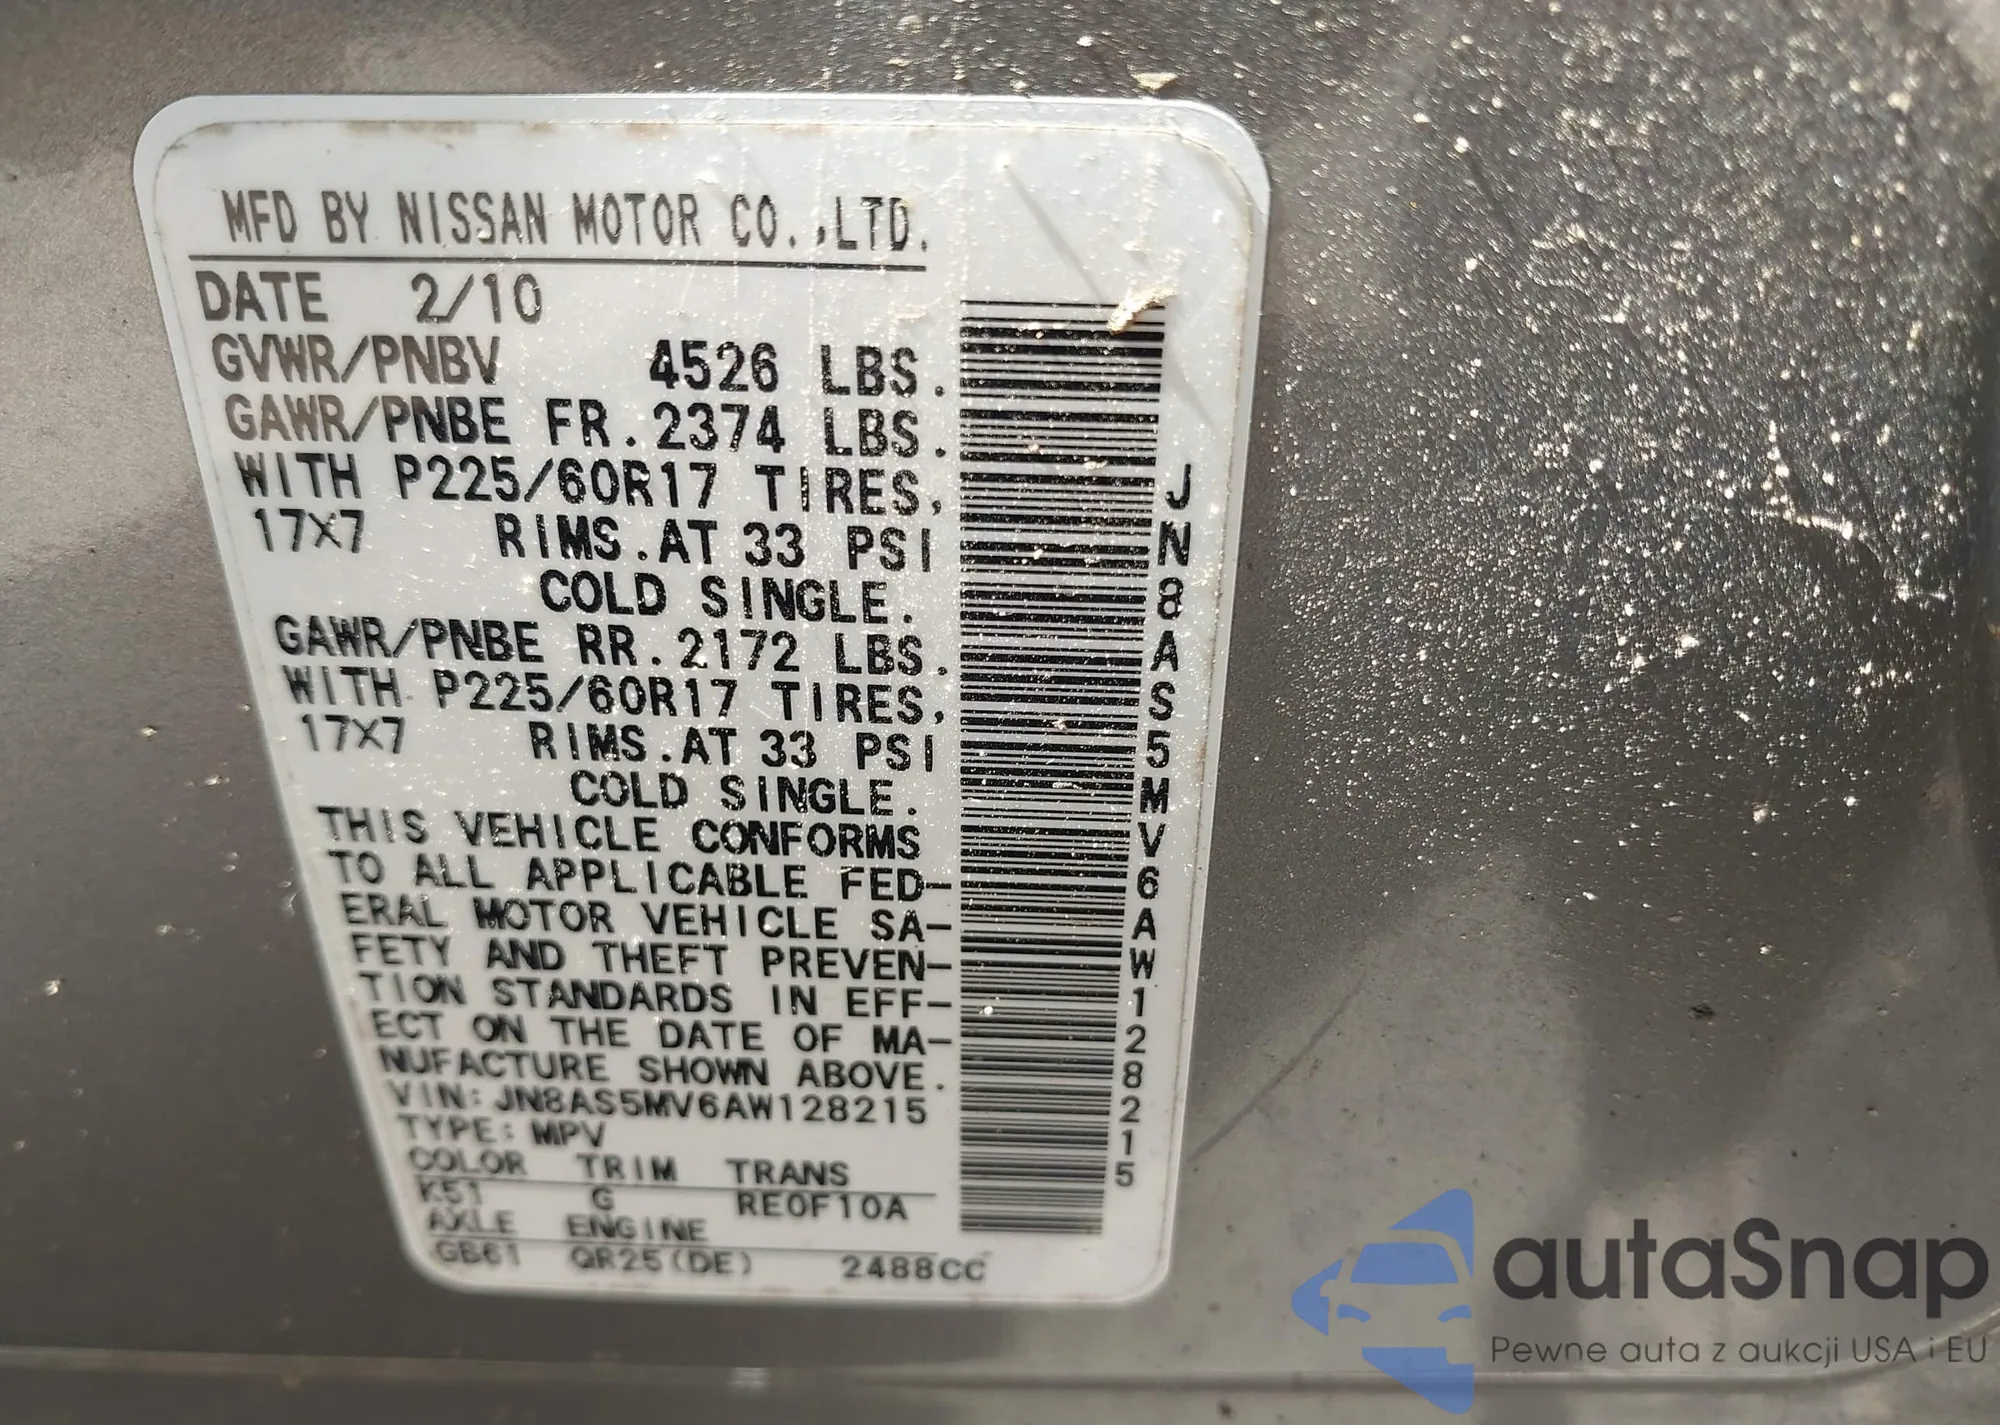 MFD BY NISSAN MOTOR CO.,LTD.
DATE 2/10
GVWR/PNBV 4526 LBS.
GAWR/PNBE FR.2374 LBS.
WITH P225/60R17 TIRES,
17X7 RIMS.AT 33 PSI
COLD SINGLE.
GAWR/PNBE RR.2172 LBS.
WITH P225/60R17 TIRES,
17X7 RIMS.AT 33 PSI
COLD SINGLE.
THIS VEHICLE CONFORMS
TO ALL APPLICABLE FED-
ERAL MOTOR VEHICLE SA-
FETY AND THEFT PREVEN-
TION STANDARDS IN EFF-
ECT ON THE DATE OF MA-
NUFACTURE SHOWN ABOVE.
VIN:JN8AS5MV6AW128215
TYPE:MPV
COLOR TRIM TRANS
K51 G RE0F10A
AXLE ENGINE
GB61 QR25(DE) 2488CC
JN8AS5MV6AW128215
autaSnap
Pewne auta z aukcji USA i EU